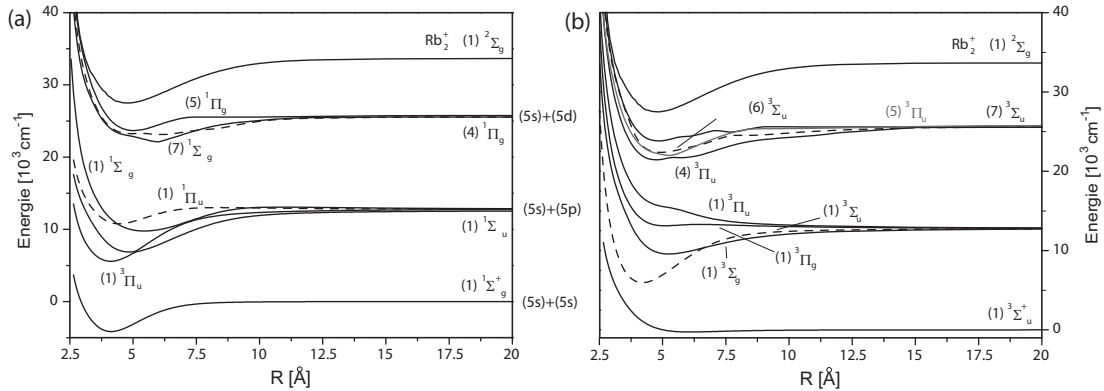 (a)
40
30
20
10
0
Energie [10³ cm⁻¹]
Rb₂⁺ (1) ²Σg
(5) ¹Πg
(7) ¹Σg
(4) ¹Πg
(1) ¹Σg
(1) ¹Πu
(1) ¹Σu
(1) ³Πu
(1) ¹Σ⁺g
2.5 5 7.5 10 12.5 15 17.5 20
R [Å]
(5s)+(5d)
(5s)+(5p)
(5s)+(5s)
(b)
Rb₂⁺ (1) ²Σg
(6) ³Σu
(5) ³Πu
(7) ³Σu
(4) ³Πu
(1) ³Πu
(1) ³Σu
(1) ³Πg
(1) ³Σg
(1) ³Σ⁺u
2.5 5 7.5 10 12.5 15 17.5 20
R [Å]
40
30
20
10
0
Energie [10³ cm⁻¹]